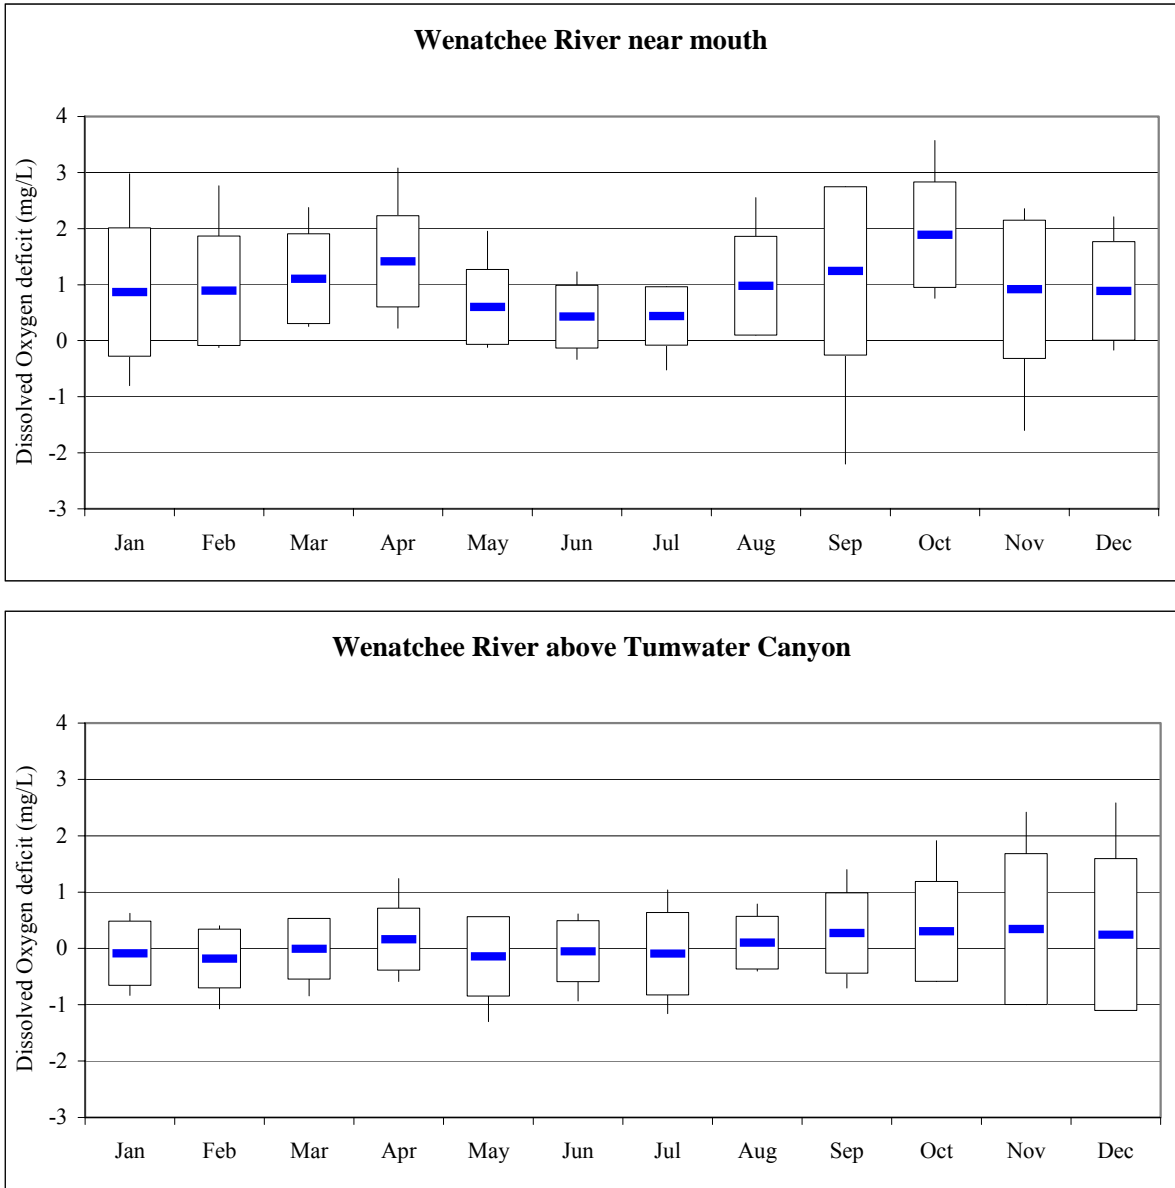 Wenatchee River near mouth
Dissolved Oxygen deficit (mg/L)
4
3
2
1
0
-1
-2
-3
Jan Feb Mar Apr May Jun Jul Aug Sep Oct Nov Dec
Wenatchee River above Tumwater Canyon
Dissolved Oxygen deficit (mg/L)
4
3
2
1
0
-1
-2
-3
Jan Feb Mar Apr May Jun Jul Aug Sep Oct Nov Dec